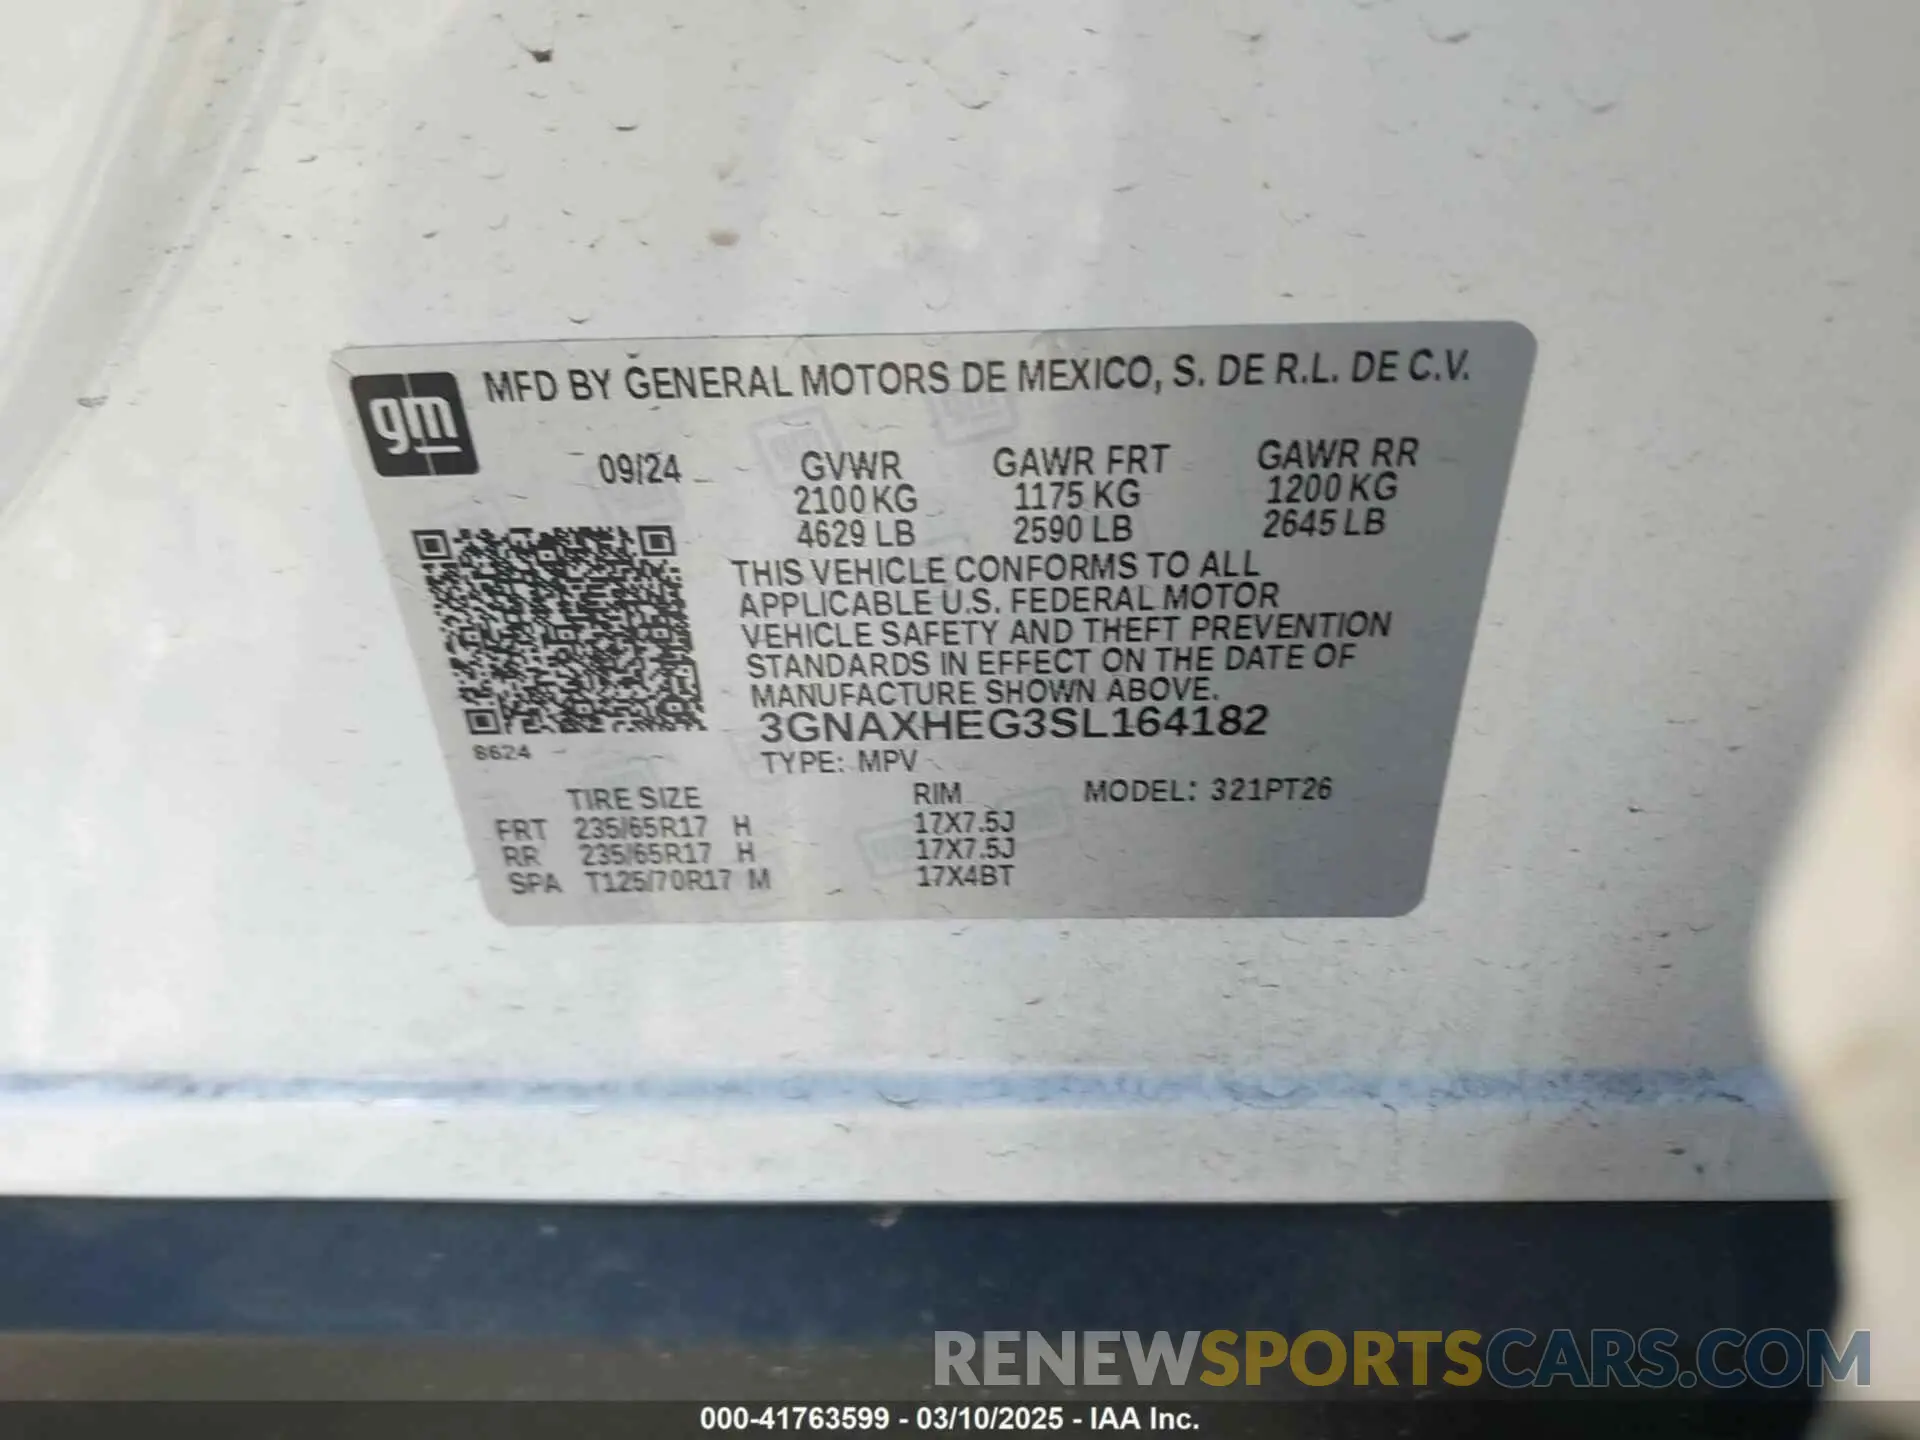 gm
MFD BY GENERAL MOTORS DE MEXICO, S. DE R.L. DE C.V.
09/24 GVWR GAWR FRT GAWR RR
2100 KG 1175 KG 1200 KG
4629 LB 2590 LB 2645 LB
THIS VEHICLE CONFORMS TO ALL
APPLICABLE U.S. FEDERAL MOTOR
VEHICLE SAFETY AND THEFT PREVENTION
STANDARDS IN EFFECT ON THE DATE OF
MANUFACTURE SHOWN ABOVE.
3GNAXHEG3SL164182
8624
TYPE: MPV
TIRE SIZE RIM MODEL: 321PT26
FRT 235/65R17 H 17X7.5J
RR 235/65R17 H 17X7.5J
SPA T125/70R17 M 17X4BT
RENEWSPORTSCARS.COM
000-41763599 - 03/10/2025 - IAA Inc.